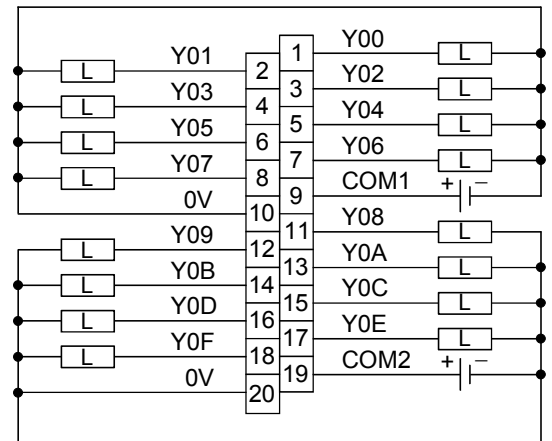 Y00
1
L
Y01
L
2
Y02
3
L
Y03
L
4
Y04
5
L
Y05
L
6
Y06
7
L
Y07
L
8
COM1
9
+ −
0V
10
Y08
11
L
Y09
L
12
Y0A
13
L
Y0B
L
14
Y0C
15
L
Y0D
L
16
Y0E
17
L
Y0F
L
18
COM2
19
+ −
0V
20